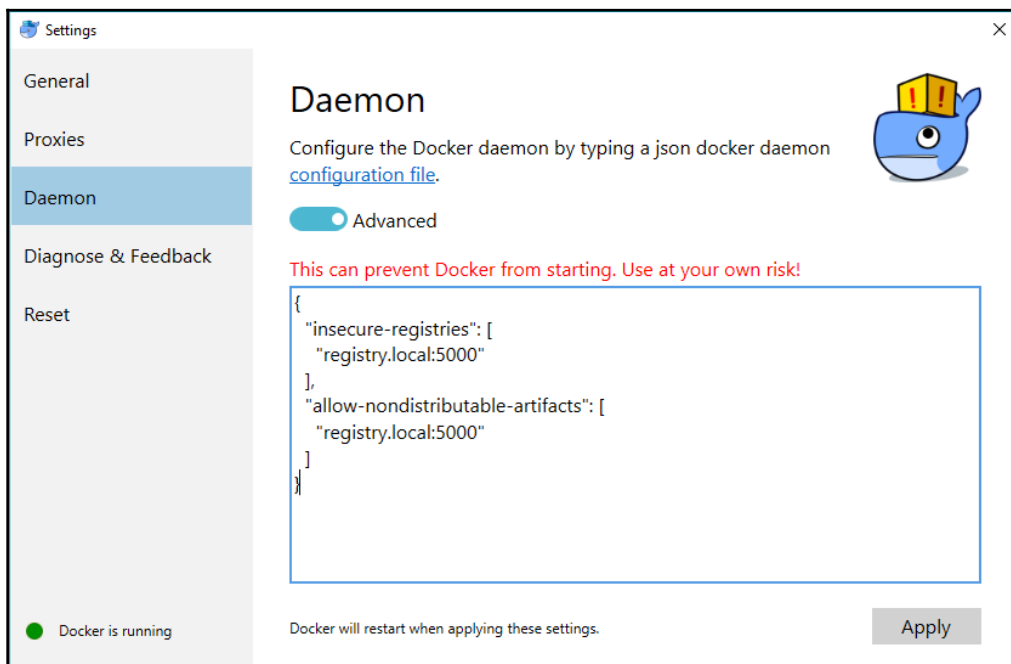 Settings
General
Proxies
Daemon
Diagnose & Feedback
Reset
Docker is running
Daemon
Configure the Docker daemon by typing a json docker daemon
configuration file.
Advanced
This can prevent Docker from starting. Use at your own risk!
{
  "insecure-registries": [
    "registry.local:5000"
  ],
  "allow-nondistributable-artifacts": [
    "registry.local:5000"
  ]
}
Docker will restart when applying these settings.
Apply
! !